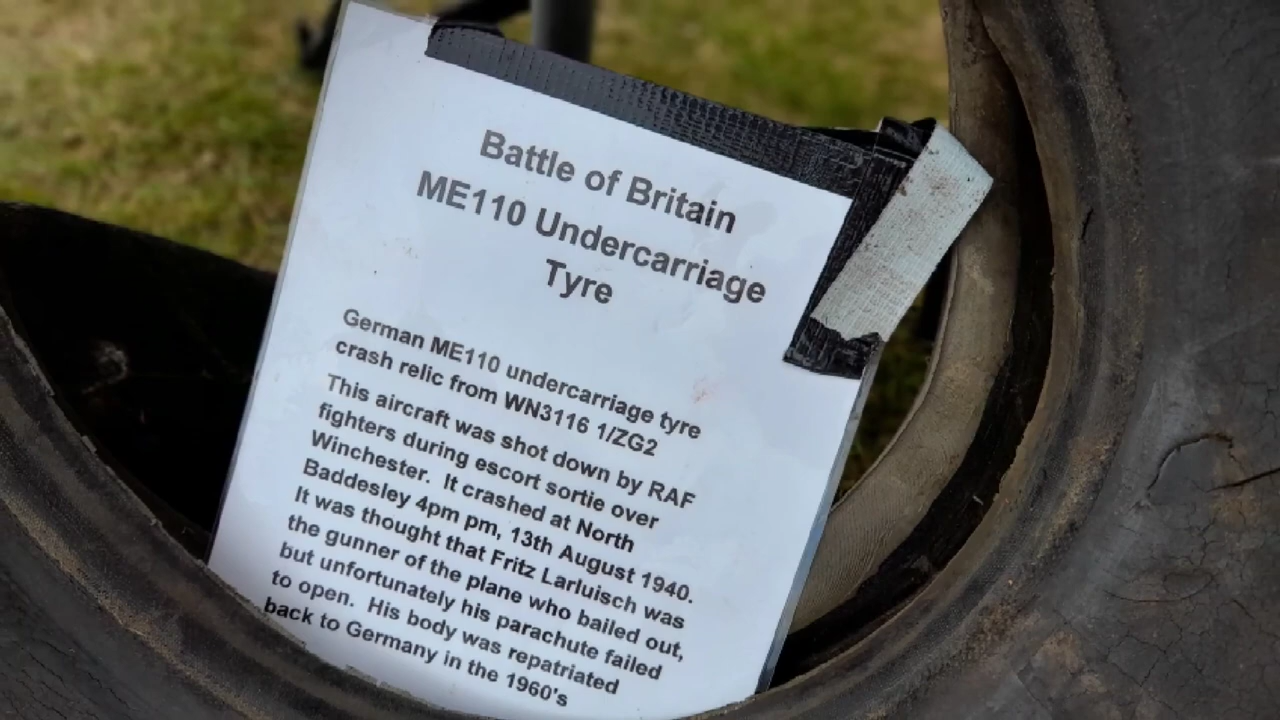 Battle of Britain
ME110 Undercarriage
Tyre
German ME110 undercarriage tyre
crash relic from WN3116 1/ZG2
This aircraft was shot down by RAF
fighters during escort sortie over
Winchester. It crashed at North
Baddesley 4pm pm, 13th August 1940.
It was thought that Fritz Larluisch was
the gunner of the plane who bailed out,
but unfortunately his parachute failed
to open. His body was repatriated
back to Germany in the 1960's